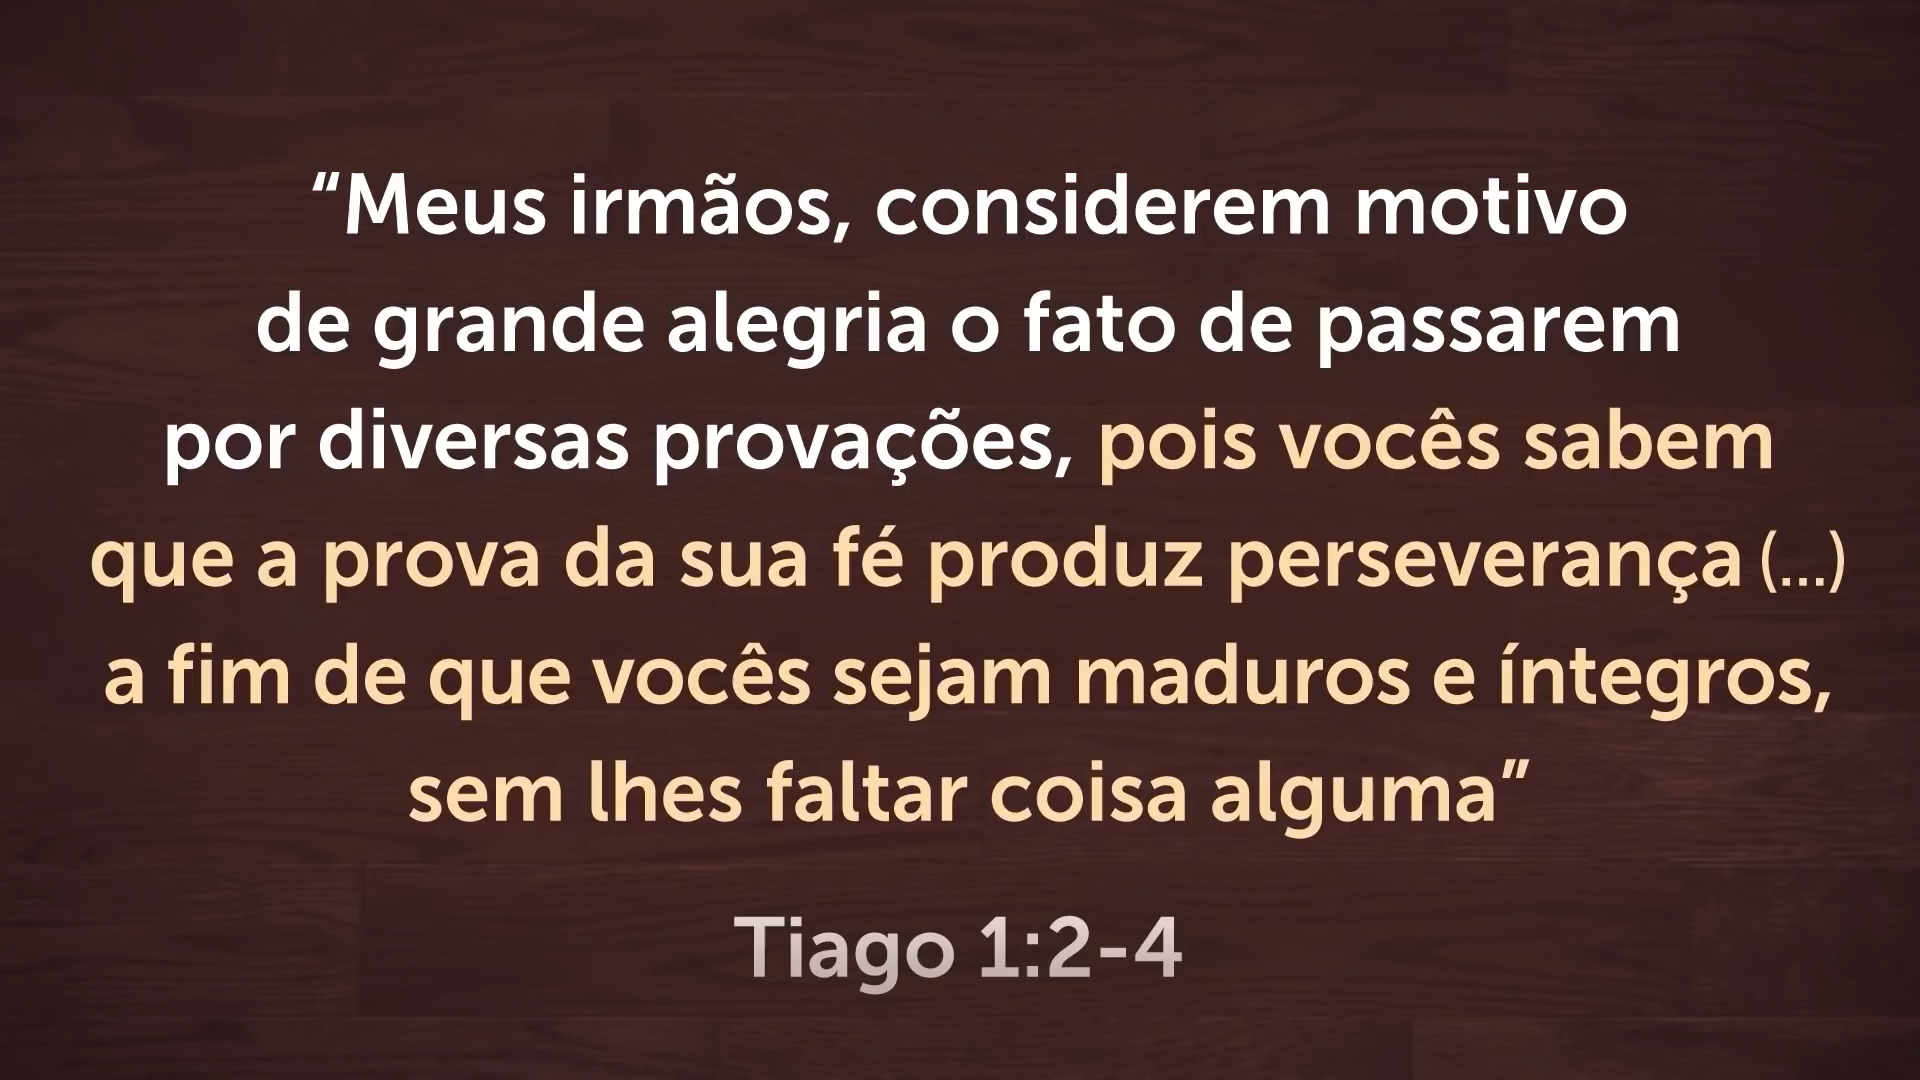 “Meus irmãos, considerem motivo
de grande alegria o fato de passarem
por diversas provações, pois vocês sabem
que a prova da sua fé produz perseverança (...)
a fim de que vocês sejam maduros e íntegros,
sem lhes faltar coisa alguma”
Tiago 1:2-4